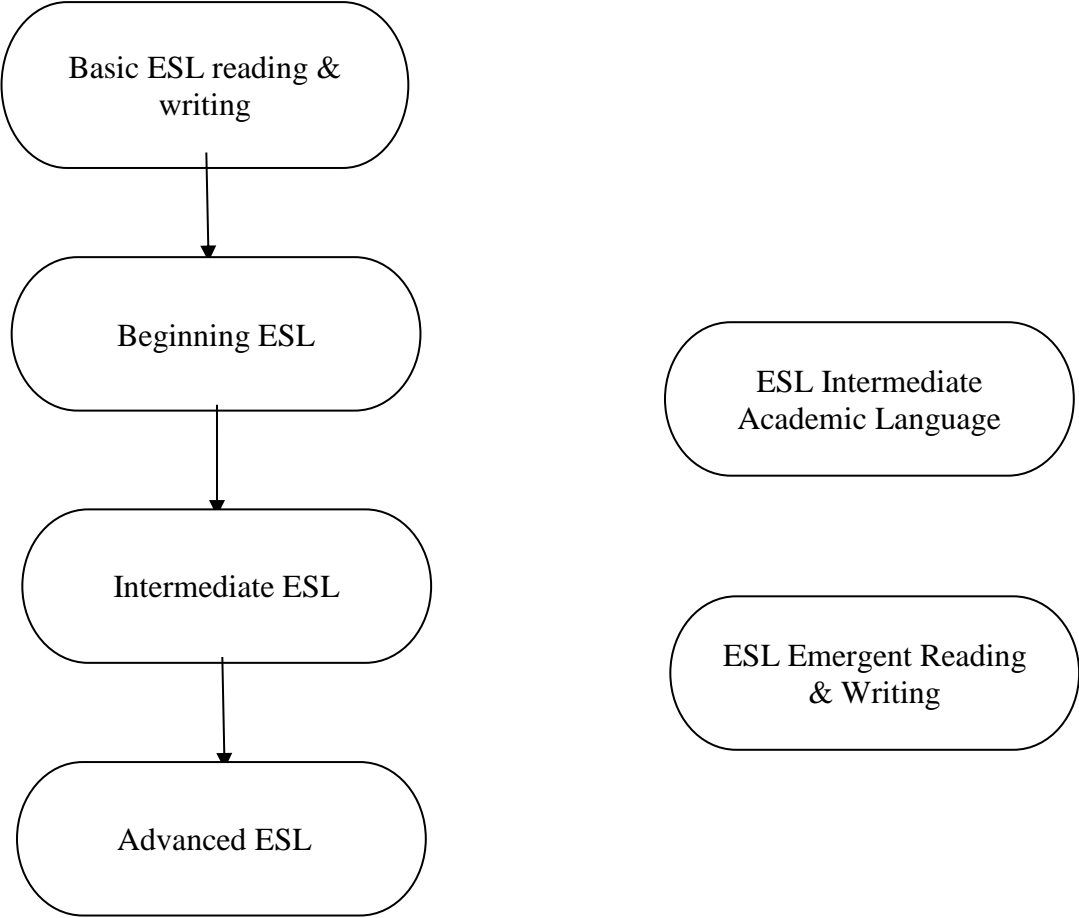 Basic ESL reading &
writing
Beginning ESL
Intermediate ESL
Advanced ESL
ESL Intermediate
Academic Language
ESL Emergent Reading
& Writing